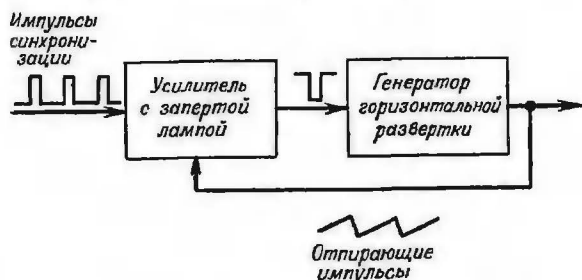 Импульсы
синхрони-
зации
Усилитель
с запертой
лампой
Генератор
горизонтальной
развертки
Отпирающие
импульсы